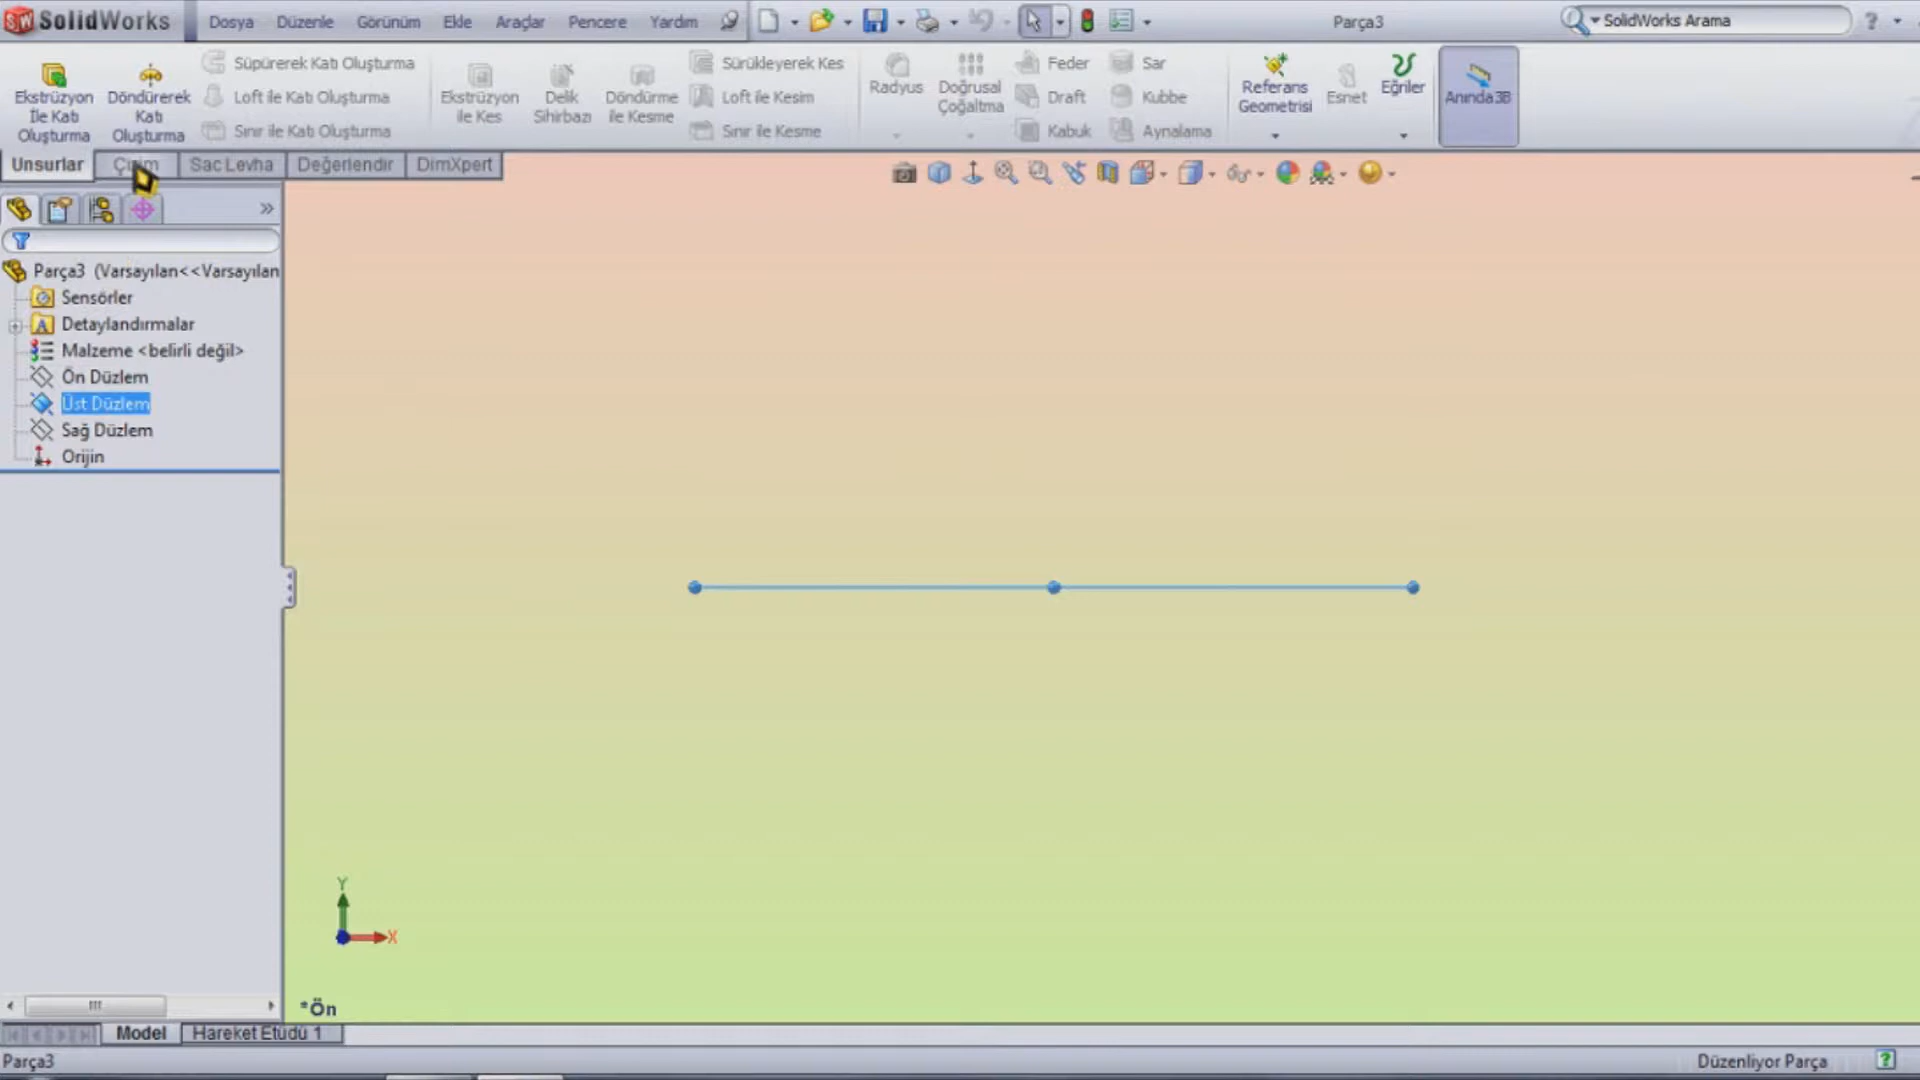 SolidWorks Dosya Düzenle Görünüm Ekle Araçlar Pencere Yardım Parça3 SolidWorks Arama ?
Ekstrüzyon İle Katı Oluşturma
Döndürerek Katı Oluşturma
Süpürerek Katı Oluşturma
Loft ile Katı Oluşturma
Sınır ile Katı Oluşturma
Ekstrüzyon ile Kes
Delik Sihirbazı
Döndürme ile Kesme
Sürükleyerek Kes
Loft ile Kesim
Sınır ile Kesme
Radyus
Doğrusal Çoğaltma
Feder
Draft
Kabuk
Sar
Kubbe
Aynalama
Referans Geometrisi
Esnet
Eğriler
Anında3B
Unsurlar Sac Levha Değerlendir DimXpert
Parça3 (Varsayılan<<Varsayılan
Sensörler
Detaylandırmalar
Malzeme <belirli değil>
Ön Düzlem
Üst Düzlem
Sağ Düzlem
Orijin
Y
X
*Ön
Model Hareket Etüdü 1
Parça3 Düzenliyor Parça ?